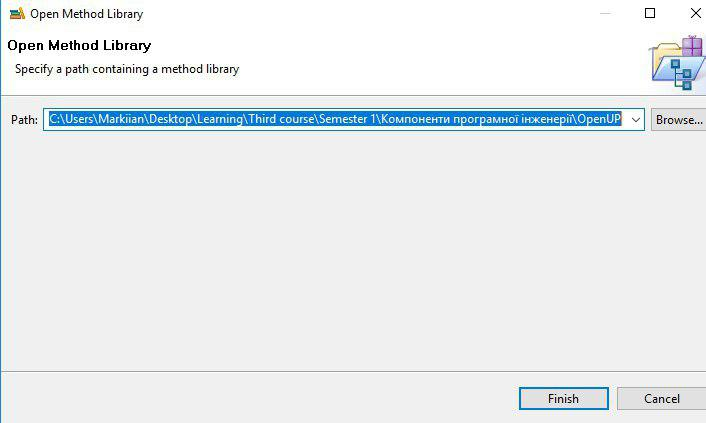 Open Method Library
Open Method Library
Specify a path containing a method library
Path: C:\Users\Markiian\Desktop\Learning\Third course\Semester 1\Компоненти програмної інженерії\OpenUP Browse...
Finish Cancel